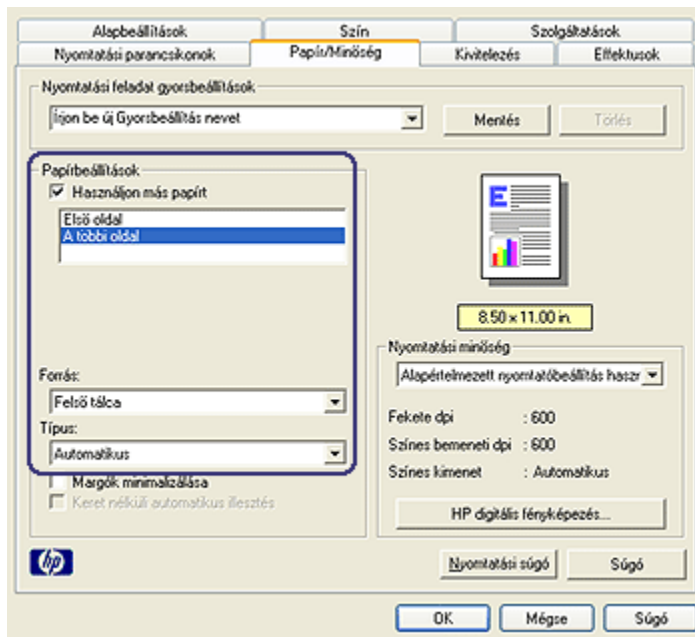 Alapbeállítások Szín Szolgáltatások
Nyomtatási parancsikonok Papír/Minőség Kivitelezés Effektusok
Nyomtatási feladat gyorsbeállítások
Írjon be új Gyorsbeállítás nevet Mentés Törlés
Papírbeállítások
Használjon más papírt
Első oldal
A többi oldal
E
8.50 x 11.00 in.
Nyomtatási minőség
Alapértelmezett nyomtatóbeállítás haszr
Forrás:
Felső tálca
Fekete dpi : 600
Típus:
Automatikus
Színes bemeneti dpi : 600
Színes kimenet : Automatikus
Margók minimalizálása
Keret nélküli automatikus illesztés
HP digitális fényképezés...
hp
Nyomtatási súgó Súgó
OK Mégse Súgó